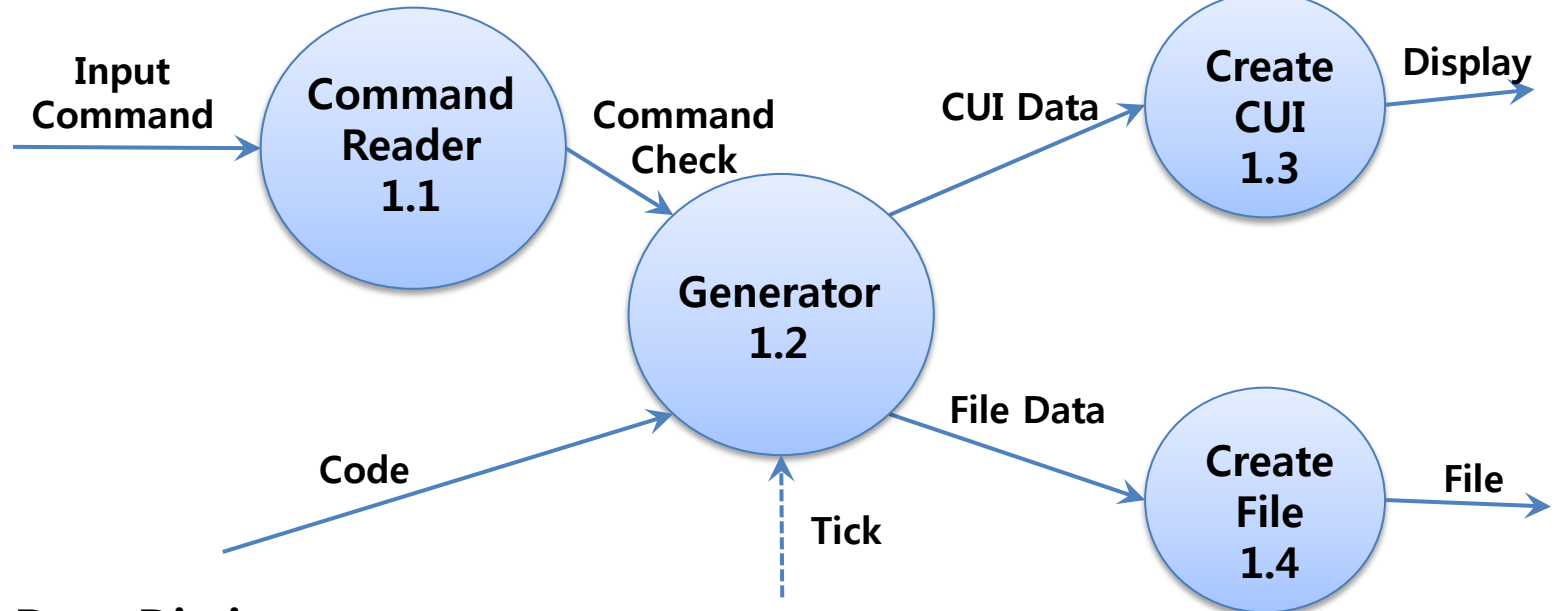 Input
Command
Command
Reader
1.1
Command
Check
Generator
1.2
CUI Data
Create
CUI
1.3
Display
Code
Tick
File Data
Create
File
1.4
File